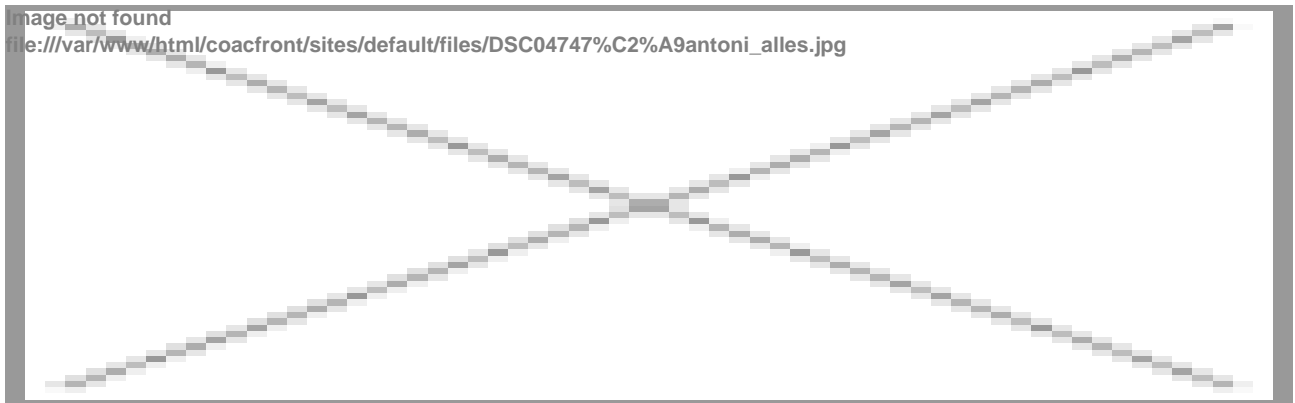 Image not found
file:///var/www/html/coacfront/sites/default/files/DSC04747%C2%A9antoni_alles.jpg